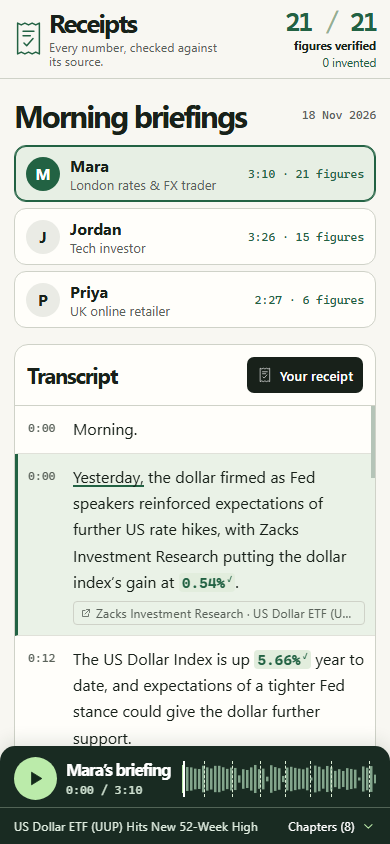 Receipts
Every number, checked against
its source.
21 / 21
figures verified
0 invented
Morning briefings
18 Nov 2026
M
Mara
London rates & FX trader
3:10 · 21 figures
J
Jordan
Tech investor
3:26 · 15 figures
P
Priya
UK online retailer
2:27 · 6 figures
Transcript
Your receipt
0:00
Morning.
0:00
Yesterday, the dollar firmed as Fed
speakers reinforced expectations of
further US rate hikes, with Zacks
Investment Research putting the dollar
index's gain at 0.54%✓.
Zacks Investment Research · US Dollar ETF (U...
0:12
The US Dollar Index is up 5.66%✓ year to
date, and expectations of a tighter Fed
stance could give the dollar further
support.
Mara's briefing
0:00 / 3:10
US Dollar ETF (UUP) Hits New 52-Week High
Chapters (8)